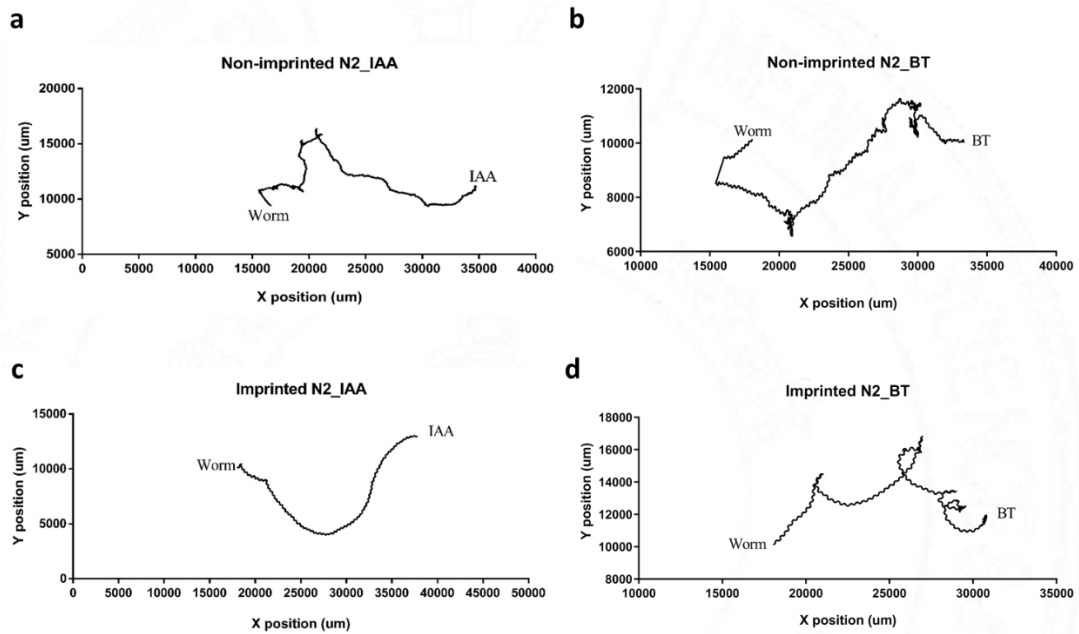 a
Non-imprinted N2_IAA
Y position (um)
20000
15000
10000
5000
0 5000 10000 15000 20000 25000 30000 35000 40000
X position (um)
Worm
IAA
b
Non-imprinted N2_BT
Y position (um)
12000
10000
8000
6000
10000 15000 20000 25000 30000 35000 40000
X position (um)
Worm
BT
c
Imprinted N2_IAA
Y position (um)
15000
10000
5000
0
0 5000 10000 15000 20000 25000 30000 35000 40000 45000 50000
X position (um)
Worm
IAA
d
Imprinted N2_BT
Y position (um)
18000
16000
14000
12000
10000
8000
10000 15000 20000 25000 30000 35000
X position (um)
Worm
BT